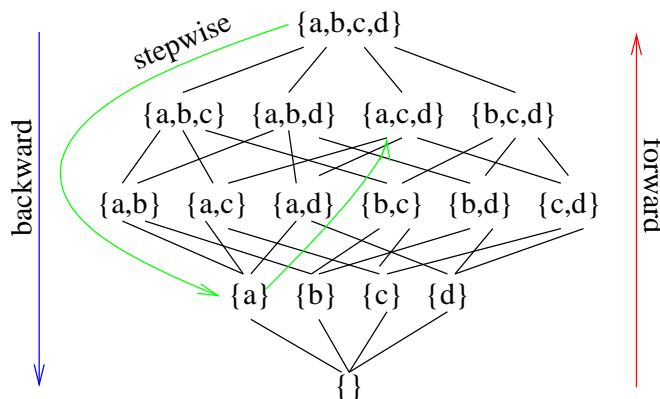 stepwise
{a,b,c,d}
{a,b,c} {a,b,d} {a,c,d} {b,c,d}
backward
forward
{a,b} {a,c} {a,d} {b,c} {b,d} {c,d}
{a} {b} {c} {d}
{}